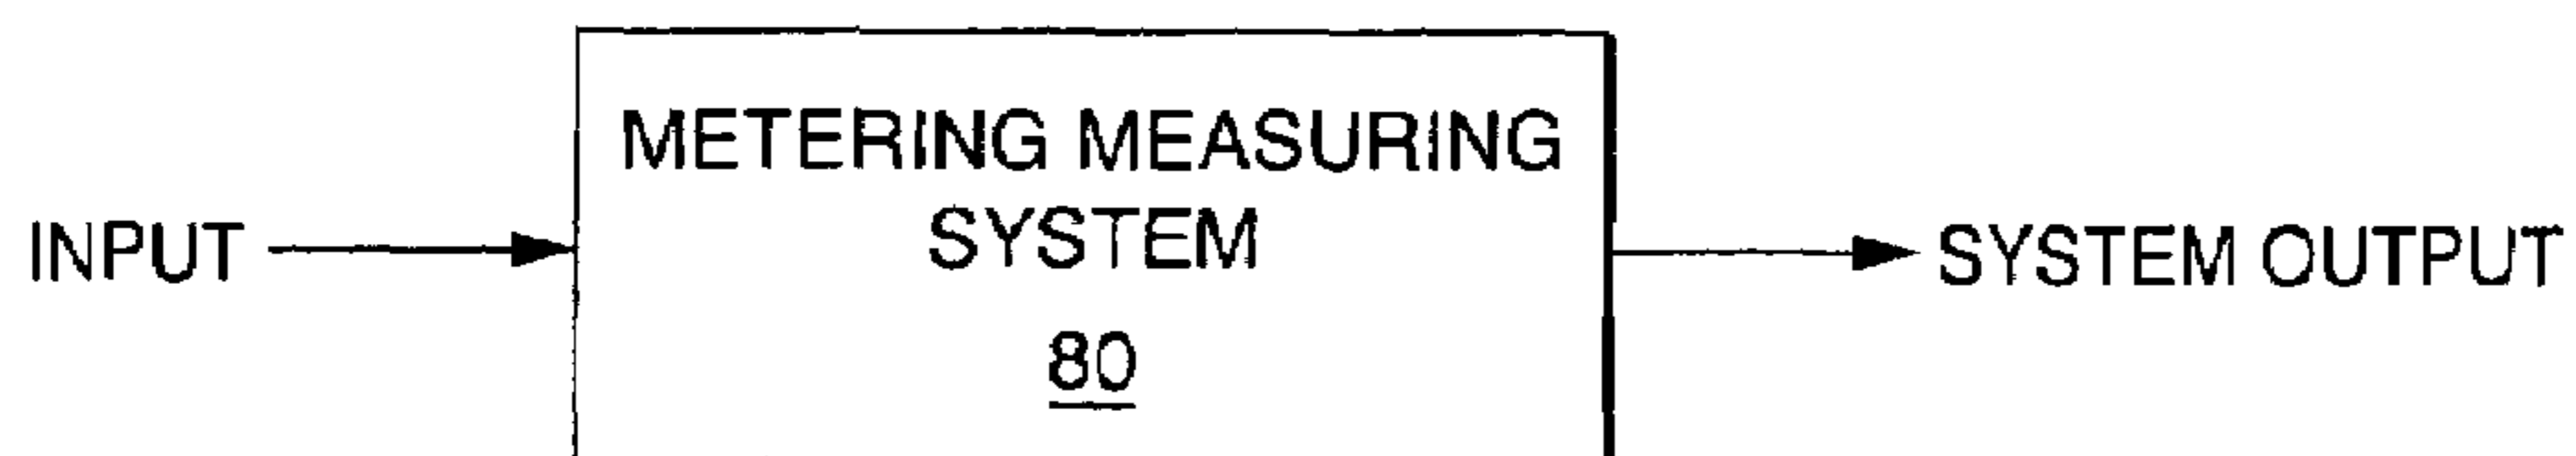 METERING MEASURING
SYSTEM
INPUT
SYSTEM OUTPUT
80